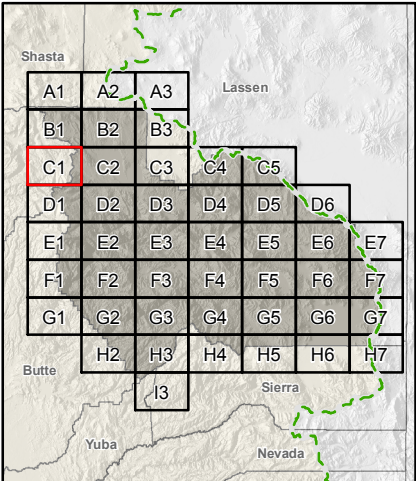 Shasta
Lassen
A1 A2 A3
B1 B2 B3
C1 C2 C3 C4 C5
D1 D2 D3 D4 D5 D6
E1 E2 E3 E4 E5 E6 E7
F1 F2 F3 F4 F5 F6 F7
G1 G2 G3 G4 G5 G6 G7
H2 H3 H4 H5 H6 H7
Butte
I3
Sierra
Yuba
Nevada